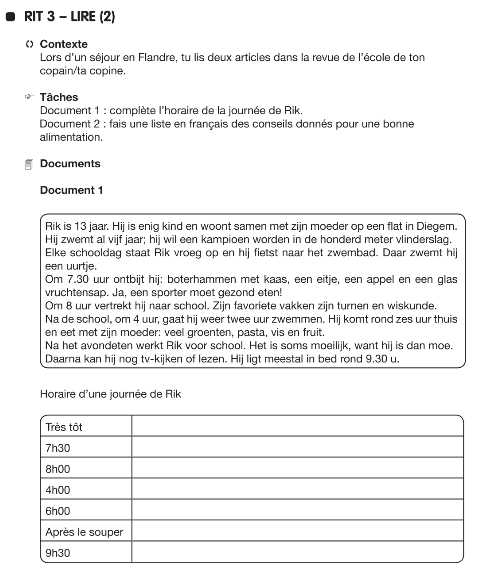 RIT 3 – LIRE (2)
Contexte
Lors d'un séjour en Flandre, tu lis deux articles dans la revue de l'école de ton
copain/ta copine.
Tâches
Document 1 : complète l'horaire de la journée de Rik.
Document 2 : fais une liste en français des conseils donnés pour une bonne
alimentation.
Documents
Document 1
Rik is 13 jaar. Hij is enig kind en woont samen met zijn moeder op een flat in Diegem.
Hij zwemt al vijf jaar; hij wil een kampioen worden in de honderd meter vlinderslag.
Elke schooldag staat Rik vroeg op en hij fietst naar het zwembad. Daar zwemt hij
een uurtje.
Om 7.30 uur ontbijt hij: boterhammen met kaas, een eitje, een appel en een glas
vruchtensap. Ja, een sporter moet gezond eten!
Om 8 uur vertrekt hij naar school. Zijn favoriete vakken zijn turnen en wiskunde.
Na de school, om 4 uur, gaat hij weer twee uur zwemmen. Hij komt rond zes uur thuis
en eet met zijn moeder: veel groenten, pasta, vis en fruit.
Na het avondeten werkt Rik voor school. Het is soms moeilijk, want hij is dan moe.
Daarna kan hij nog tv-kijken of lezen. Hij ligt meestal in bed rond 9.30 u.
Horaire d'une journée de Rik
Très tôt
7h30
8h00
4h00
6h00
Après le souper
9h30